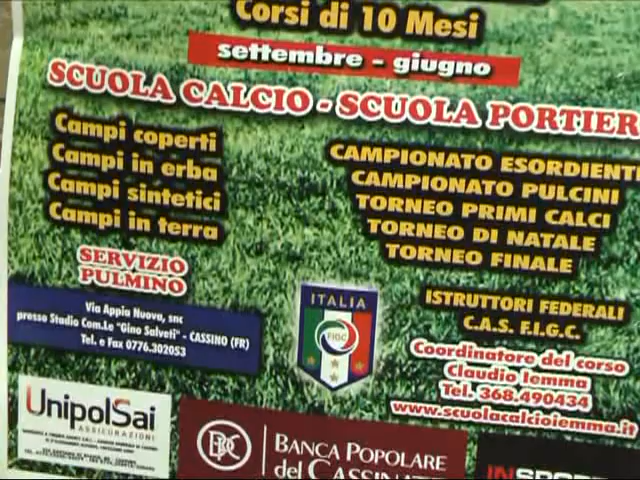 Corsi di 10 Mesi
settembre - giugno
SCUOLA CALCIO - SCUOLA PORTIER
Campi coperti
Campi in erba
Campi sintetici
Campi in terra
SERVIZIO
PULMINO
Via Appia Nuova, snc
presso Stadio Com.Le "Gino Salveti" - CASSINO (FR)
Tel. e Fax 0776.302053
CAMPIONATO ESORDIENTI
CAMPIONATO PULCINI
TORNEO PRIMI CALCI
TORNEO DI NATALE
TORNEO FINALE
ITALIA
FIGC
ISTRUTTORI FEDERALI
C.A.S. F.I.G.C.
Coordinatore del corso
Claudio Iemma
Tel. 368.490434
www.scuolacalcioiemma.it
UnipolSai
ASSICURAZIONI
BANCA POPOLARE
del CASSINATE
INSPOR